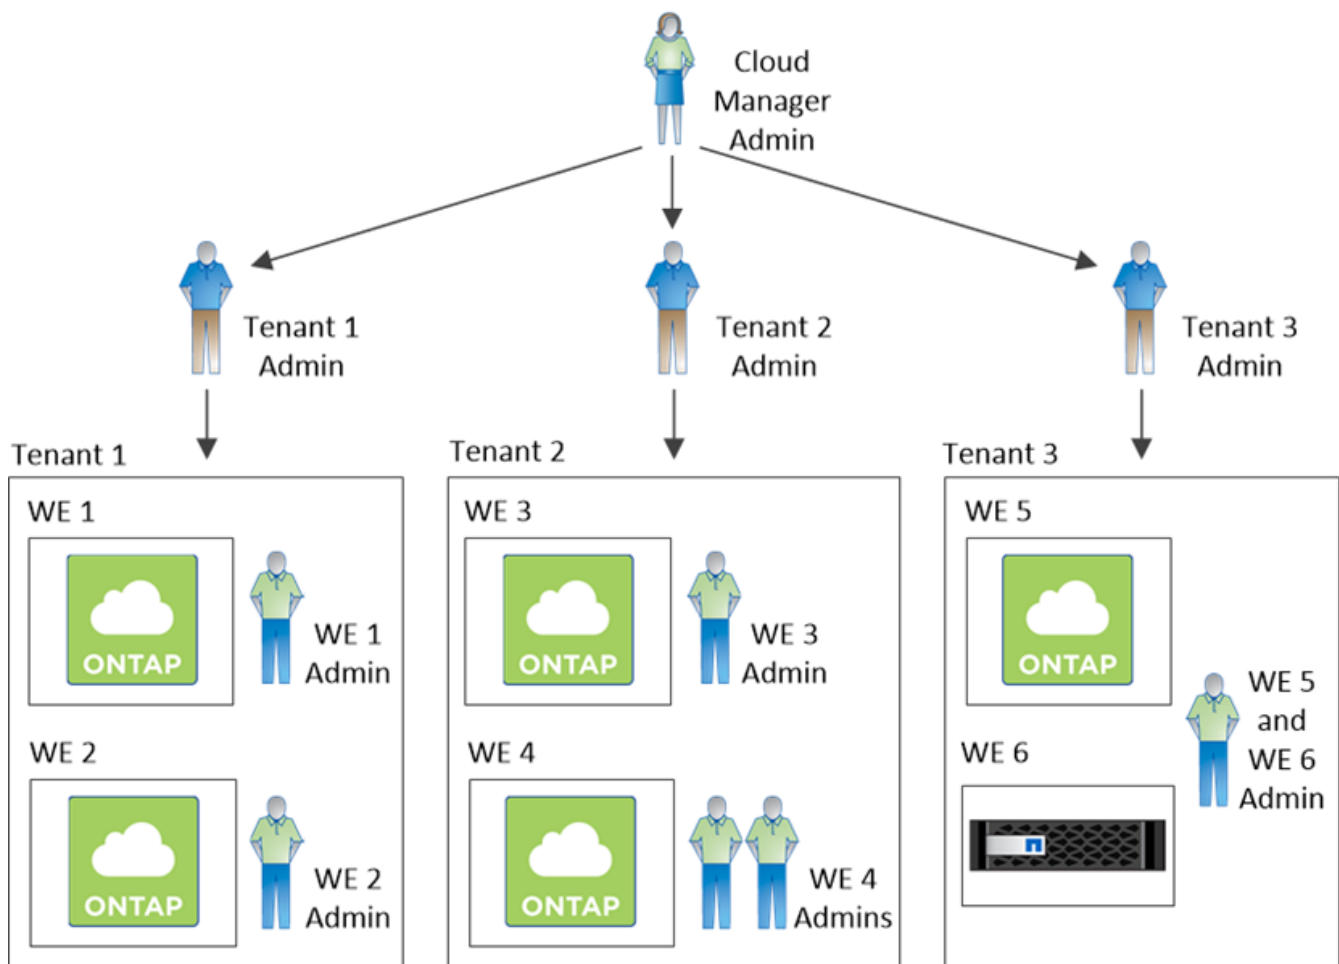 Cloud
Manager
Admin
Tenant 1
Admin
Tenant 2
Admin
Tenant 3
Admin
Tenant 1
WE 1
ONTAP
WE 1
Admin
WE 2
ONTAP
WE 2
Admin
Tenant 2
WE 3
ONTAP
WE 3
Admin
WE 4
ONTAP
WE 4
Admins
Tenant 3
WE 5
ONTAP
WE 5
and
WE 6
Admin
WE 6